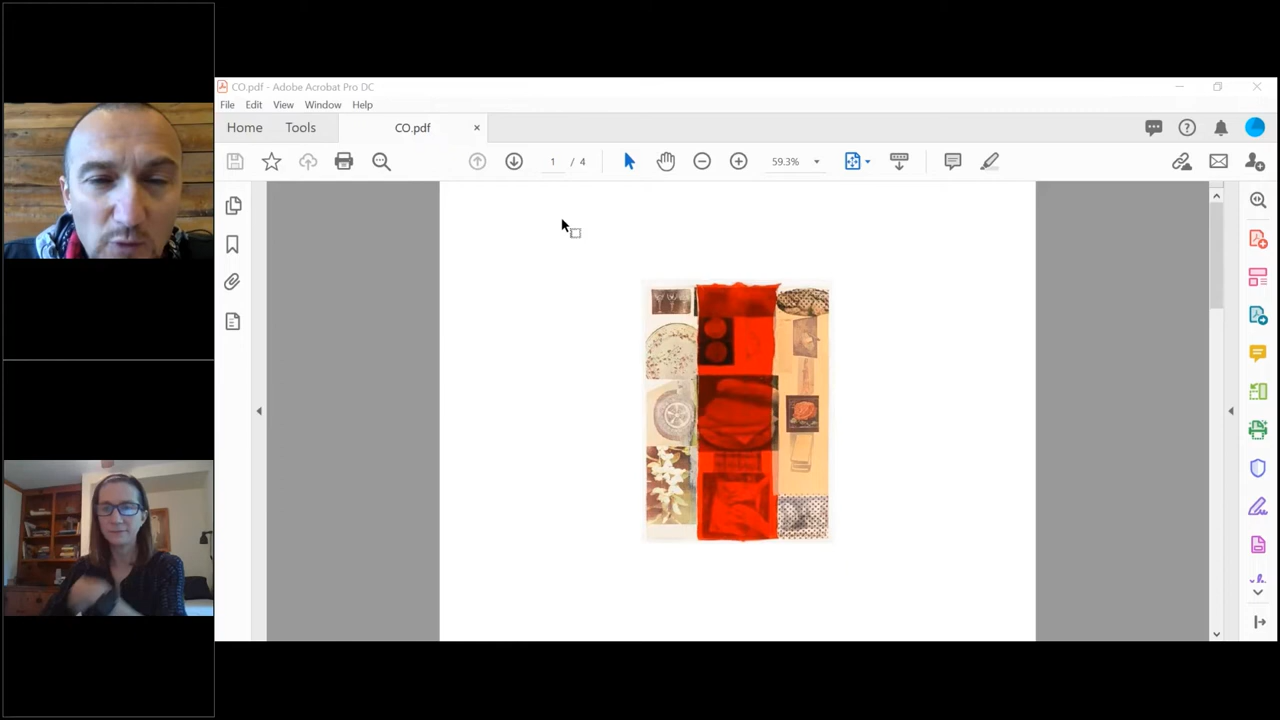 CO.pdf - Adobe Acrobat Pro DC
File Edit View Window Help
Home Tools CO.pdf
1 / 4 59.3%